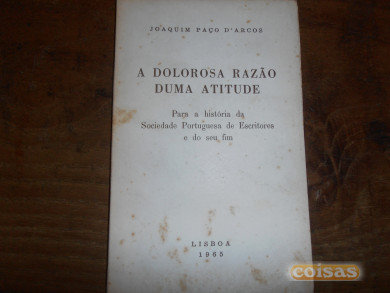 JOAQUIM PAÇO D'ARCOS
A DOLOROSA RAZÃO
DUMA ATITUDE
Para a história da
Sociedade Portuguesa de Escritores
e do seu fim
LISBOA
1965
coisas